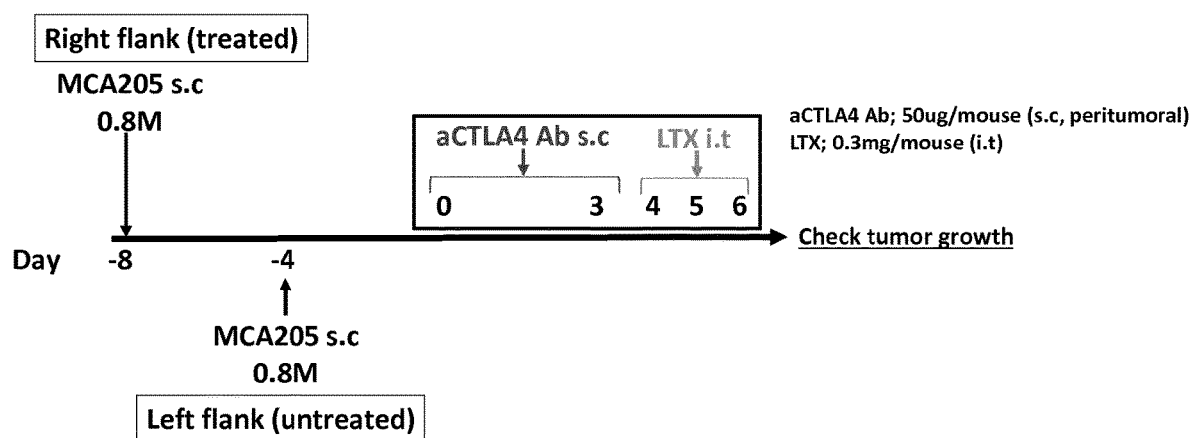 Right flank (treated)
MCA205 s.c
0.8M
aCTLA4 Ab s.c
LTX i.t
0 3 4 5 6
aCTLA4 Ab; 50ug/mouse (s.c, peritumoral)
LTX; 0.3mg/mouse (i.t)
Check tumor growth
Day -8 -4
MCA205 s.c
0.8M
Left flank (untreated)